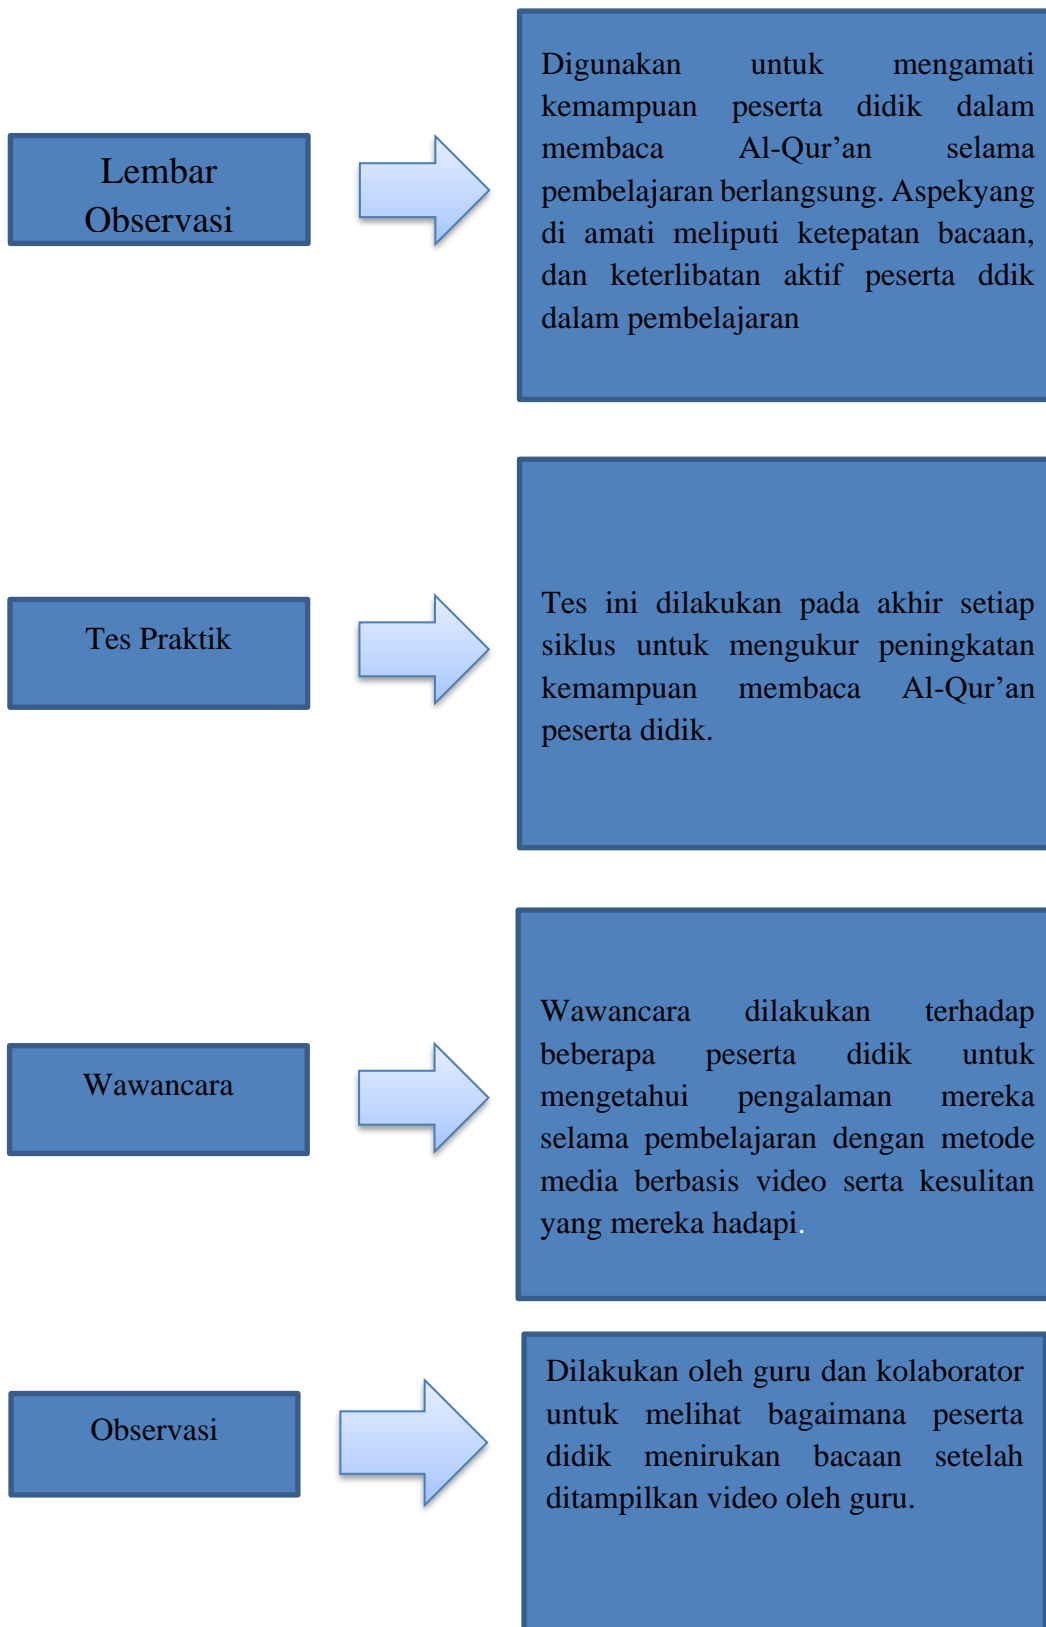 Lembar
Observasi
Digunakan untuk mengamati
kemampuan peserta didik dalam
membaca Al-Qur’an selama
pembelajaran berlangsung. Aspekyang
di amati meliputi ketepatan bacaan,
dan keterlibatan aktif peserta ddik
dalam pembelajaran
Tes Praktik
Tes ini dilakukan pada akhir setiap
siklus untuk mengukur peningkatan
kemampuan membaca Al-Qur’an
peserta didik.
Wawancara
Wawancara dilakukan terhadap
beberapa peserta didik untuk
mengetahui pengalaman mereka
selama pembelajaran dengan metode
media berbasis video serta kesulitan
yang mereka hadapi.
Observasi
Dilakukan oleh guru dan kolaborator
untuk melihat bagaimana peserta
didik menirukan bacaan setelah
ditampilkan video oleh guru.